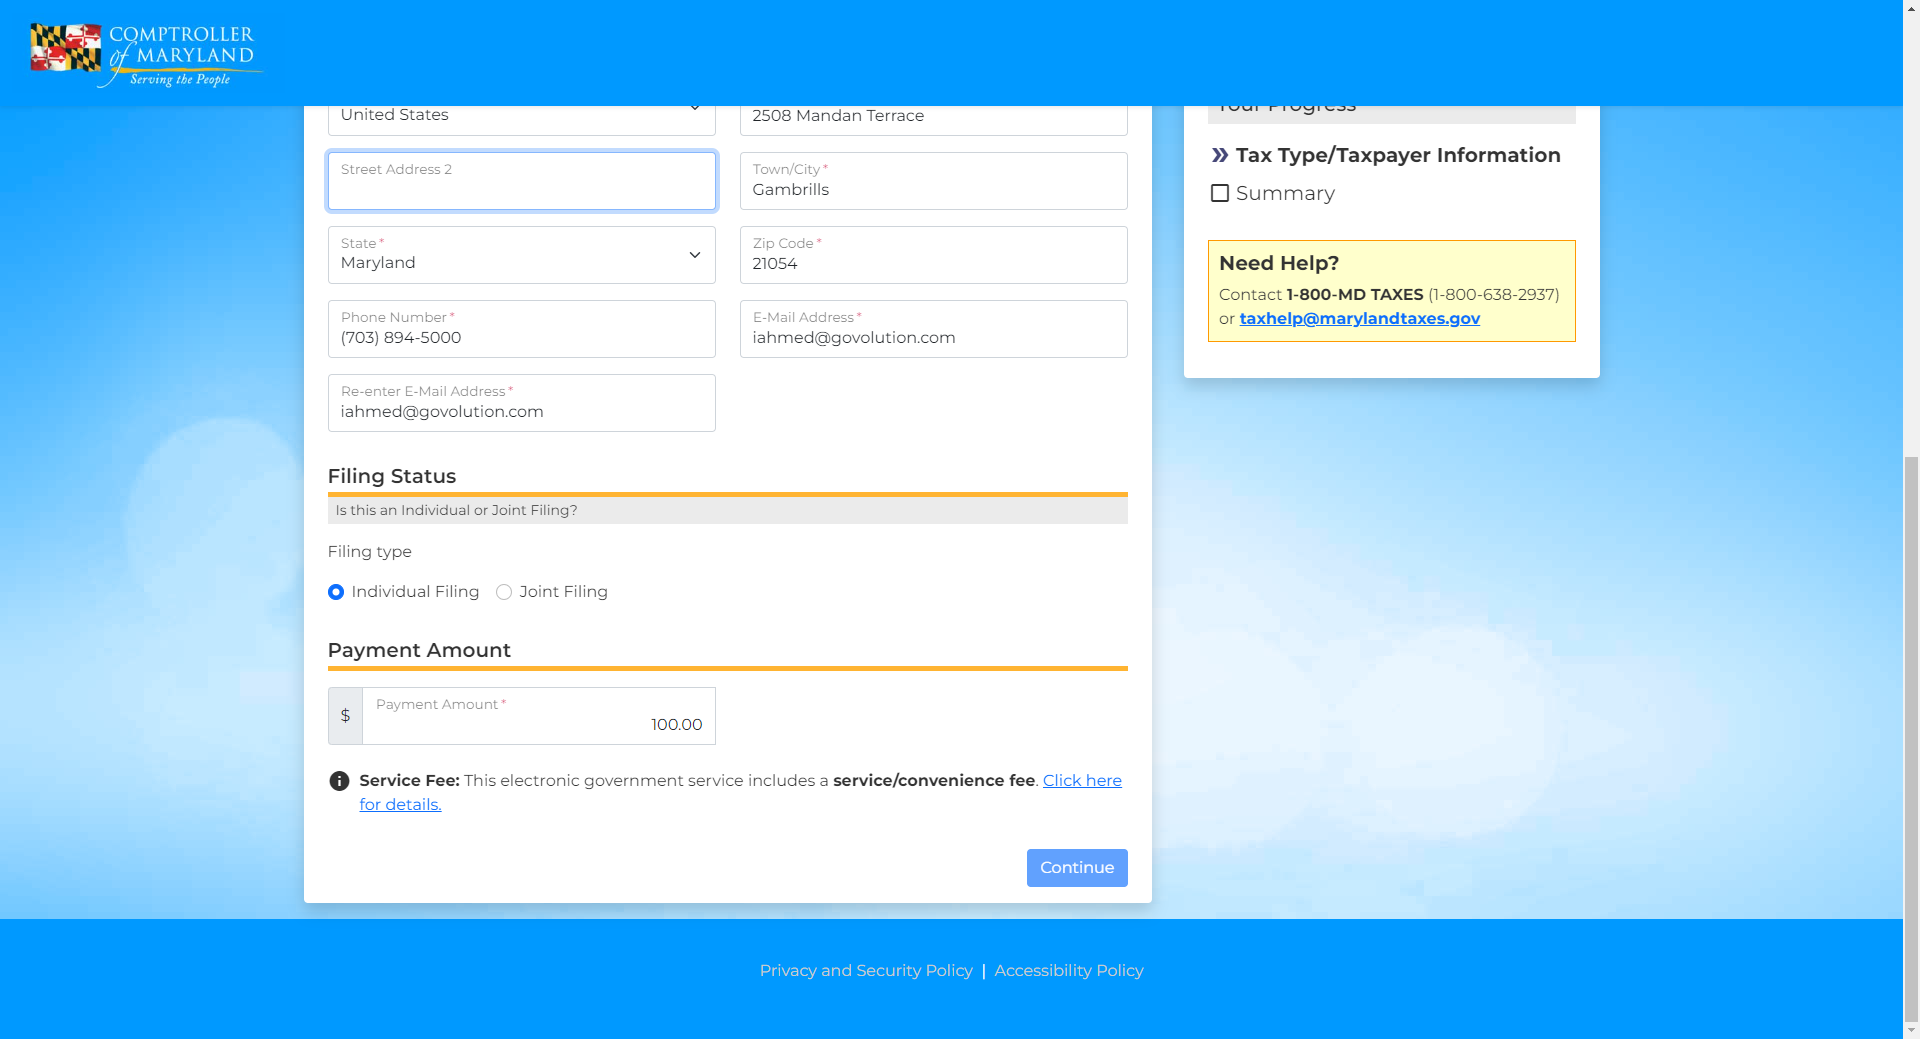 COMPTROLLER
of MARYLAND
Serving the People
United States
2508 Mandan Terrace
Street Address 2
Town/City *
Gambrills
State *
Maryland
Zip Code *
21054
Phone Number *
(703) 894-5000
E-Mail Address *
iahmed@govolution.com
Re-enter E-Mail Address *
iahmed@govolution.com
Filing Status
Is this an Individual or Joint Filing?
Filing type
Individual Filing
Joint Filing
Payment Amount
$
Payment Amount *
100.00
Service Fee: This electronic government service includes a service/convenience fee. Click here
for details.
Continue
Your Progress
Tax Type/Taxpayer Information
Summary
Need Help?
Contact 1-800-MD TAXES (1-800-638-2937)
or taxhelp@marylandtaxes.gov
Privacy and Security Policy | Accessibility Policy